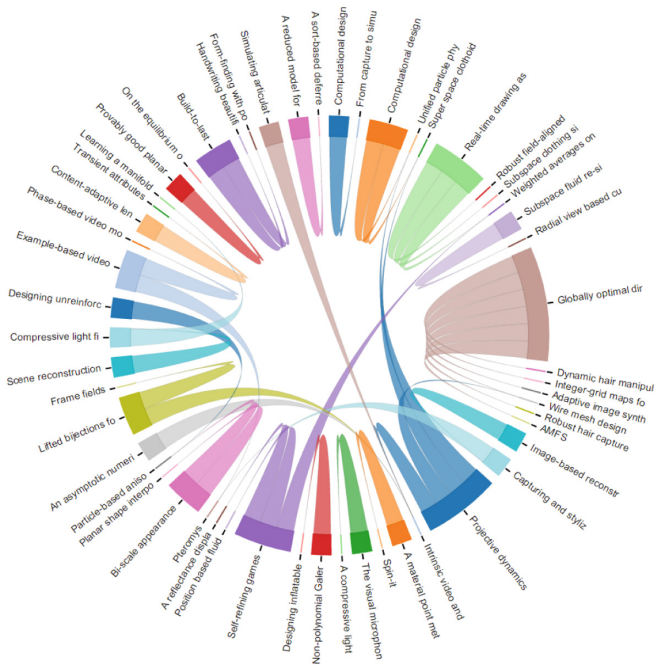 Computational design
From capture to simu
Computational design
Unified particle phy
Super space clothoid
Real-time drawing as
Robust field-aligned
Subspace clothing si
Weighted averages on
Subspace fluid re-si
Radial view based cu
Globally optimal dir
Dynamic hair manipul
Integer-grid maps fo
Adaptive image synth
Wire mesh design
Robust hair capture
AMFS
Image-based reconstr
Capturing and styliz
Projective dynamics
Intrinsic video and
A material point met
Spin-it
The visual microphon
A compressive light
Non-polynomial Galer
Designing inflatable
Self-refining games
Position based fluid
A reflectance displa
Pteromys
Bi-scale appearance
Planar shape interpo
Particle-based aniso
An asymptotic numeri
Lifted bijections fo
Frame fields
Scene reconstruction
Compressive light fi
Designing unreinforc
Example-based video
Phase-based video mo
Content-adaptive len
Transient attributes
Learning a manifold
Provably good planar
On the equilibrium o
Build-to-last
Handwriting beautifi
Form-finding with po
Simulating articulat
A reduced model for
A sort-based deferre